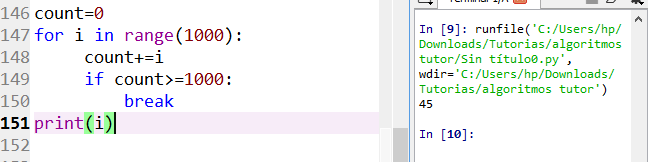 146 count=0
147 for i in range(1000):
148     count+=i
149     if count>=1000:
150         break
151 print(i)
152
In [9]: runfile('C:/Users/hp/
Downloads/Tutorias/algoritmos
tutor/Sin título0.py',
wdir='C:/Users/hp/Downloads/
Tutorias/algoritmos tutor')
45
In [10]: